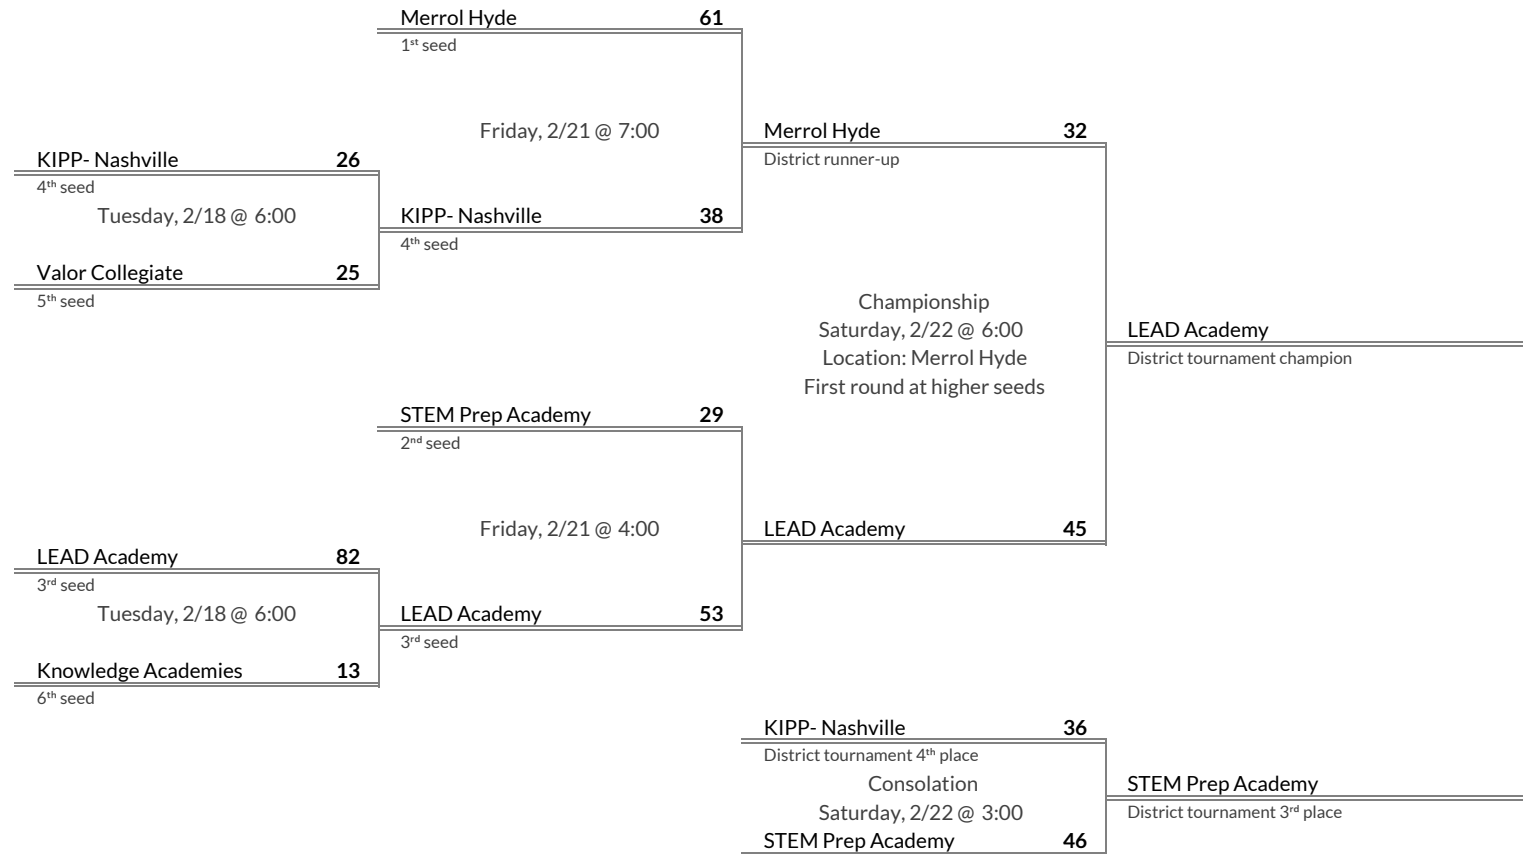 Merrol Hyde 61
1st seed
Friday, 2/21 @ 7:00
Merrol Hyde 32
District runner-up
KIPP- Nashville 26
4th seed
Tuesday, 2/18 @ 6:00
KIPP- Nashville 38
4th seed
Valor Collegiate 25
5th seed
Championship
Saturday, 2/22 @ 6:00
Location: Merrol Hyde
First round at higher seeds
LEAD Academy
District tournament champion
STEM Prep Academy 29
2nd seed
Friday, 2/21 @ 4:00
LEAD Academy 45
LEAD Academy 82
3rd seed
Tuesday, 2/18 @ 6:00
LEAD Academy 53
3rd seed
Knowledge Academies 13
6th seed
KIPP- Nashville 36
District tournament 4th place
Consolation
Saturday, 2/22 @ 3:00
STEM Prep Academy 46
STEM Prep Academy
District tournament 3rd place